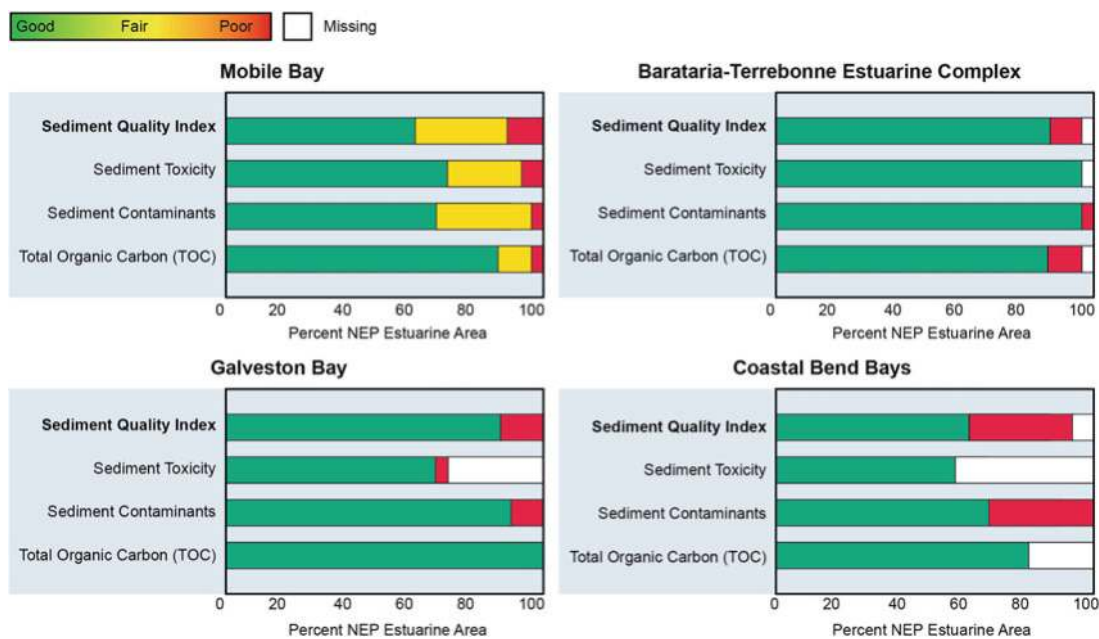 Good Fair Poor Missing
Mobile Bay
Sediment Quality Index
Sediment Toxicity
Sediment Contaminants
Total Organic Carbon (TOC)
0 20 40 60 80 100
Percent NEP Estuarine Area
Barataria-Terrebonne Estuarine Complex
Sediment Quality Index
Sediment Toxicity
Sediment Contaminants
Total Organic Carbon (TOC)
0 20 40 60 80 100
Percent NEP Estuarine Area
Galveston Bay
Sediment Quality Index
Sediment Toxicity
Sediment Contaminants
Total Organic Carbon (TOC)
0 20 40 60 80 100
Percent NEP Estuarine Area
Coastal Bend Bays
Sediment Quality Index
Sediment Toxicity
Sediment Contaminants
Total Organic Carbon (TOC)
0 20 40 60 80 100
Percent NEP Estuarine Area